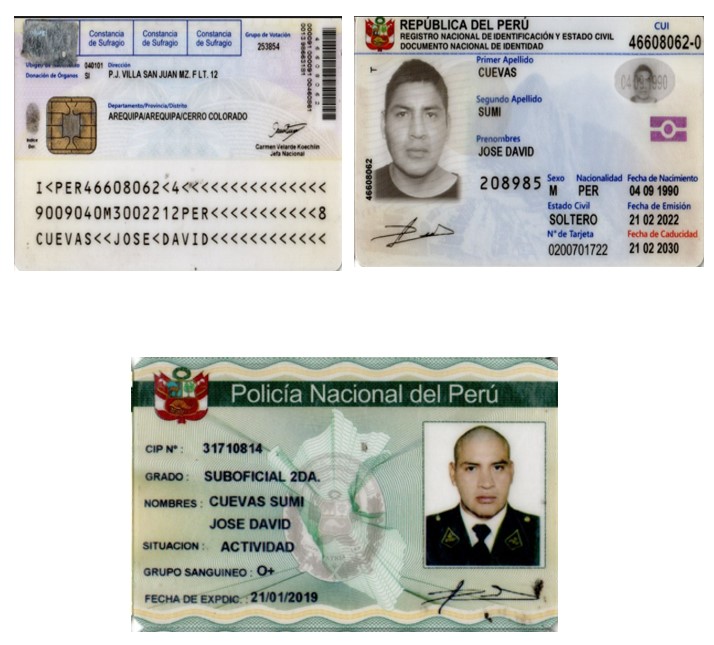 Constancia de Sufragio
Constancia de Sufragio
Constancia de Sufragio
Grupo de Votación
253854
040101 Dirección
Donación de Órganos SI P.J. VILLA SAN JUAN MZ. F LT. 12
Departamento/Provincia/Distrito
AREQUIPA/AREQUIPA/CERRO COLORADO
Carmen Velarde Koechlin
Jefa Nacional
I<PER46608062<4<<<<<<<<<<<<<<<
9009040M3002212PER<<<<<<<<<<<8
CUEVAS<<JOSE<DAVID<<<<<<<<<<<<
REPÚBLICA DEL PERÚ
REGISTRO NACIONAL DE IDENTIFICACIÓN Y ESTADO CIVIL
DOCUMENTO NACIONAL DE IDENTIDAD
CUI
46608062-0
Primer Apellido
CUEVAS
Segundo Apellido
SUMI
Prenombres
JOSE DAVID
T
46608062
04 09 1990
208985
Sexo Nacionalidad Fecha de Nacimiento
M PER 04 09 1990
Estado Civil Fecha de Emisión
SOLTERO 21 02 2022
N° de Tarjeta Fecha de Caducidad
0200701722 21 02 2030
Policía Nacional del Perú
CIP N° : 31710814
GRADO : SUBOFICIAL 2DA.
NOMBRES : CUEVAS SUMI
JOSE DAVID
SITUACION : ACTIVIDAD
GRUPO SANGUINEO : O+
FECHA DE EXPDIC. : 21/01/2019